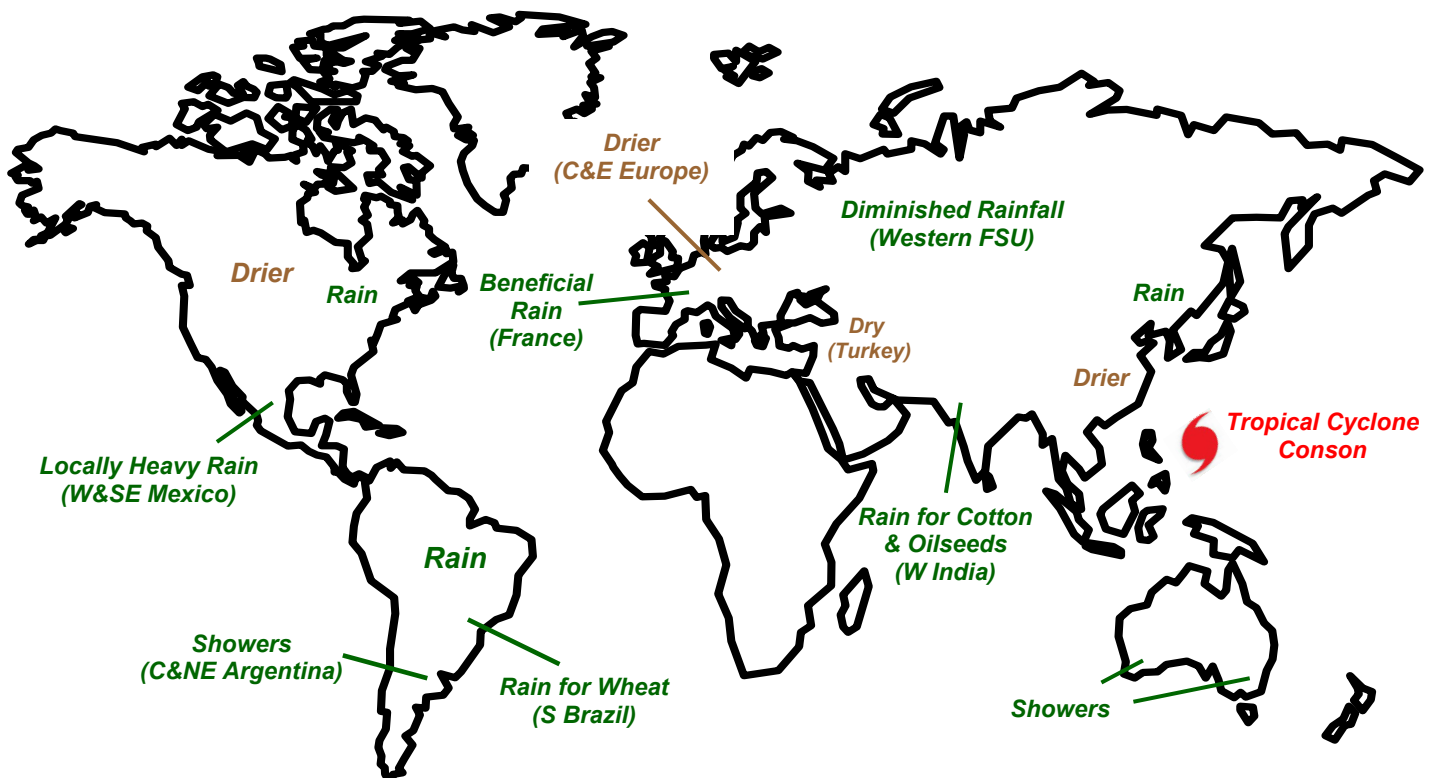 Drier
(C&E Europe)
Diminished Rainfall
(Western FSU)
Drier
Rain
Beneficial
Rain
(France)
Rain
Dry
(Turkey)
Drier
Tropical Cyclone
Conson
Locally Heavy Rain
(W&SE Mexico)
Rain for Cotton
& Oilseeds
(W India)
Rain
Showers
(C&NE Argentina)
Rain for Wheat
(S Brazil)
Showers